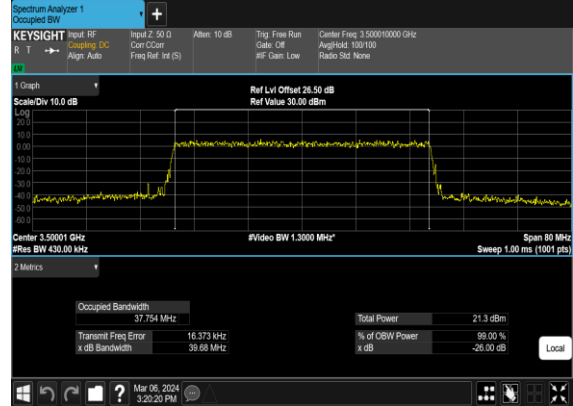 Spectrum Analyzer 1
Occupied BW
+
KEYSIGHT Input: RF Input Z: 50 Ω Atten: 10 dB Trig: Free Run Center Freq: 3.500010000 GHz
R T Coupling: DC Corr CCorr Gate: Off Avg|Hold: 100/100
Align: Auto Freq Ref: Int (S) #IF Gain: Low Radio Std: None
LW
1 Graph
Ref Lvl Offset 26.50 dB
Scale/Div 10.0 dB Ref Value 30.00 dBm
Log
20.0
10.0
0.00
-10.0
-20.0
-30.0
-40.0
-50.0
-60.0
Center 3.50001 GHz #Video BW 1.3000 MHz* Span 80 MHz
#Res BW 430.00 kHz Sweep 1.00 ms (1001 pts)
2 Metrics
Occupied Bandwidth
37.754 MHz Total Power 21.3 dBm
Transmit Freq Error 16.373 kHz % of OBW Power 99.00 %
x dB Bandwidth 39.68 MHz x dB -26.00 dB
Local
? Mar 06, 2024
3:20:20 PM